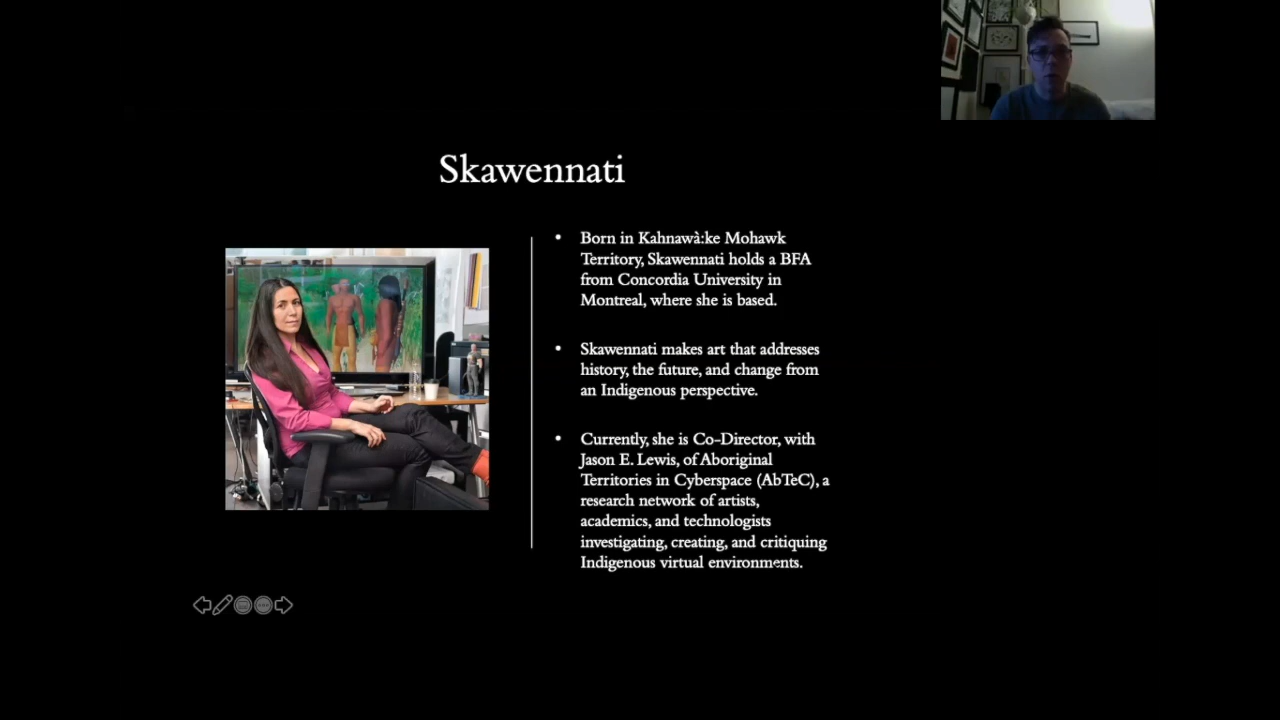 Skawennati
• Born in Kahnawà:ke Mohawk
Territory, Skawennati holds a BFA
from Concordia University in
Montreal, where she is based.
• Skawennati makes art that addresses
history, the future, and change from
an Indigenous perspective.
• Currently, she is Co-Director, with
Jason E. Lewis, of Aboriginal
Territories in Cyberspace (AbTeC), a
research network of artists,
academics, and technologists
investigating, creating, and critiquing
Indigenous virtual environments.